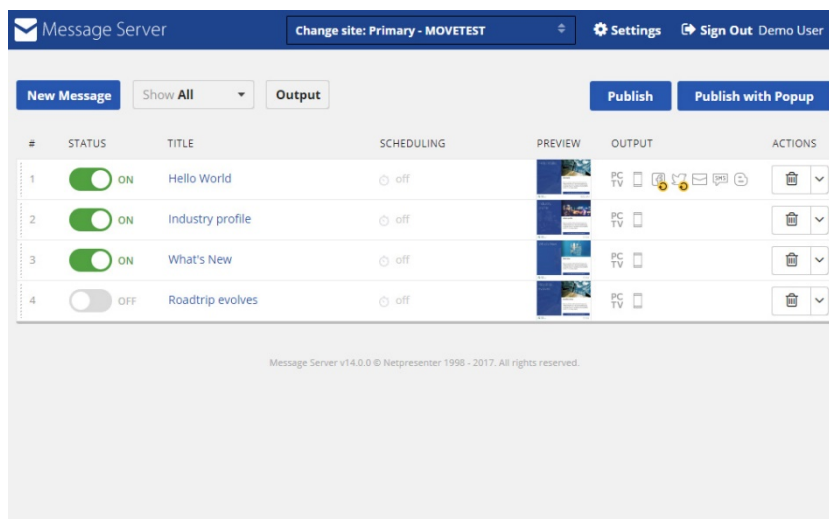 Message Server
Change site: Primary - MOVETEST
Settings
Sign Out Demo User
New Message
Show All
Output
Publish
Publish with Popup
# STATUS TITLE SCHEDULING PREVIEW OUTPUT ACTIONS
1 ON Hello World off PC TV SMS
2 ON Industry profile off PC TV
3 ON What's New off PC TV
4 OFF Roadtrip evolves off PC TV
Message Server v14.0.0 © Netpresenter 1998 - 2017. All rights reserved.